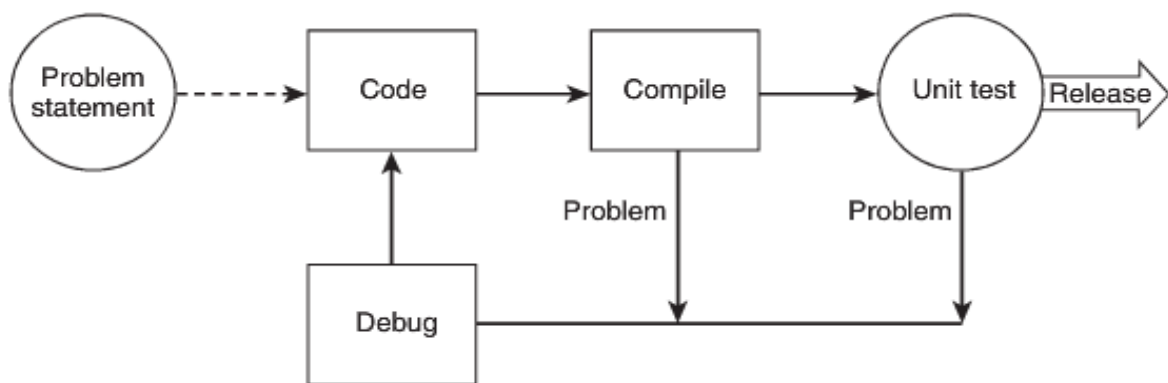 Problem
statement
Code
Compile
Unit test
Release
Problem
Problem
Debug